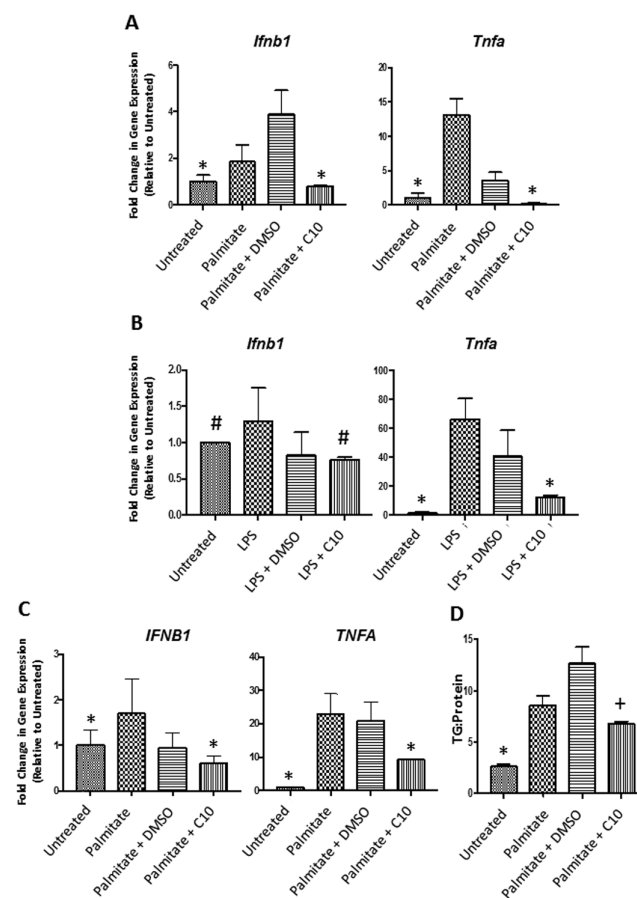 A
Ifnb1
Tnfa
Fold Change in Gene Expression
(Relative to Untreated)
6
4
2
0
*
*
Untreated
Palmitate
Palmitate + DMSO
Palmitate + C10
20
15
10
5
0
*
*
Untreated
Palmitate
Palmitate + DMSO
Palmitate + C10
B
Ifnb1
Tnfa
Fold Change in Gene Expression
(Relative to Untreated)
2.0
1.5
1.0
0.5
0.0
#
#
Untreated
LPS
LPS + DMSO
LPS + C10
100
80
60
40
20
0
*
*
Untreated
LPS
LPS + DMSO
LPS + C10
C
IFNB1
TNFA
Fold Change in Gene Expression
(Relative to Untreated)
3
2
1
0
*
*
Untreated
Palmitate
Palmitate + DMSO
Palmitate + C10
40
30
20
10
0
*
*
Untreated
Palmitate
Palmitate + DMSO
Palmitate + C10
D
TG:Protein
15
10
5
0
*
+
Untreated
Palmitate
Palmitate + DMSO
Palmitate + C10